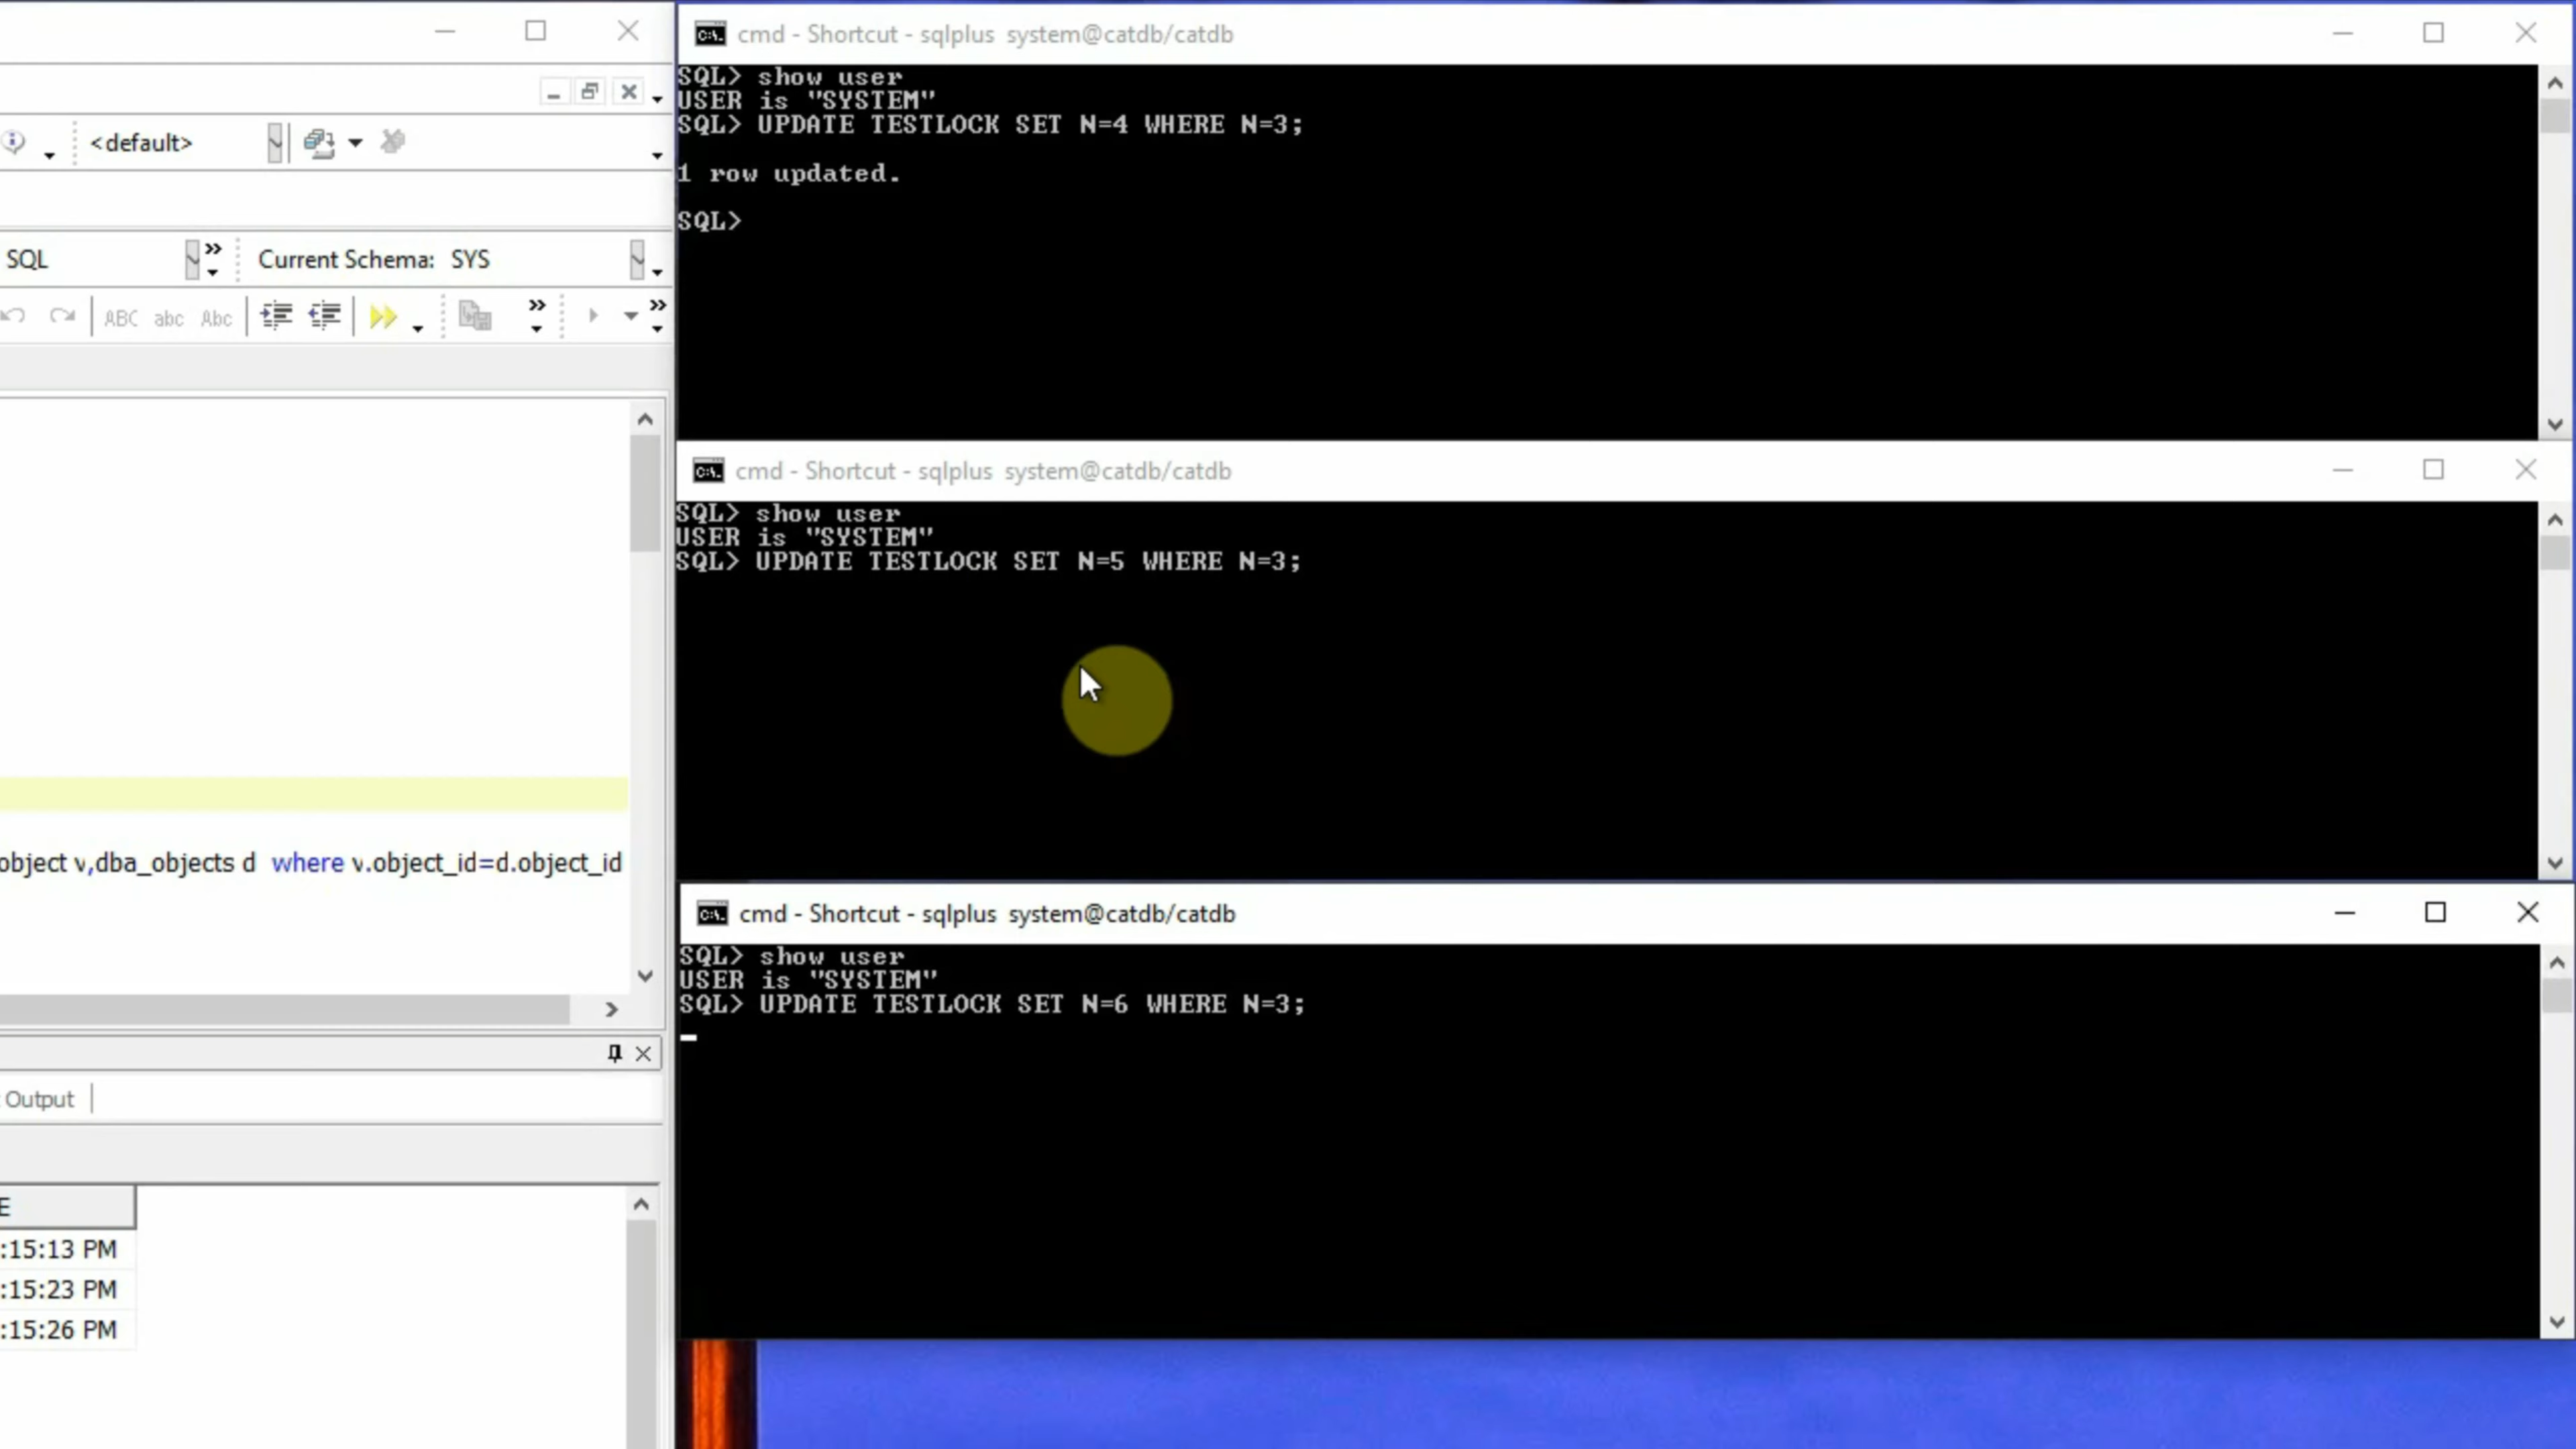 <default>
SQL
Current Schema: SYS
ABC abc Abc
object v,dba_objects d where v.object_id=d.object_id
Output
E
:15:13 PM
:15:23 PM
:15:26 PM
cmd - Shortcut - sqlplus system@catdb/catdb
SQL> show user
USER is "SYSTEM"
SQL> UPDATE TESTLOCK SET N=4 WHERE N=3;
1 row updated.
SQL>
cmd - Shortcut - sqlplus system@catdb/catdb
SQL> show user
USER is "SYSTEM"
SQL> UPDATE TESTLOCK SET N=5 WHERE N=3;
cmd - Shortcut - sqlplus system@catdb/catdb
SQL> show user
USER is "SYSTEM"
SQL> UPDATE TESTLOCK SET N=6 WHERE N=3;